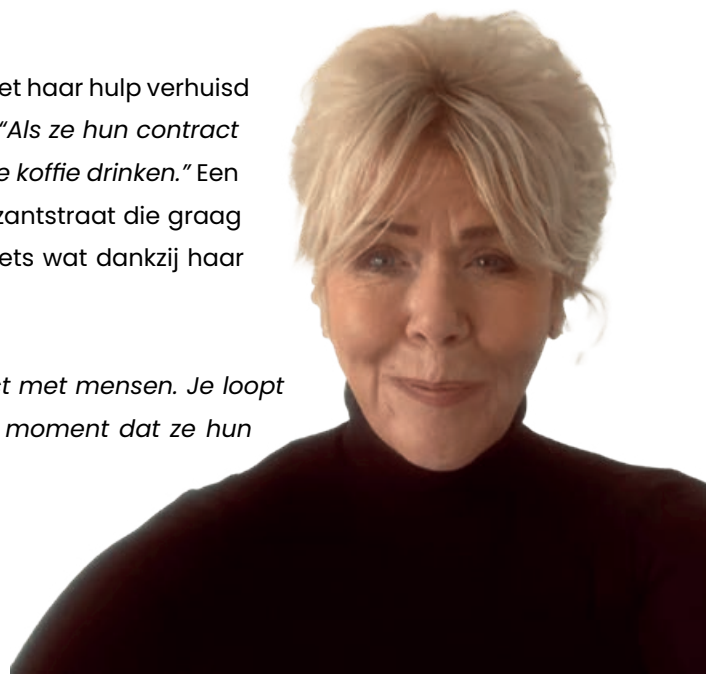 et haar hulp verhuisd
“Als ze hun contract
e koffie drinken.” Een
zantstraat die graag
ets wat dankzij haar
t met mensen. Je loopt
moment dat ze hun